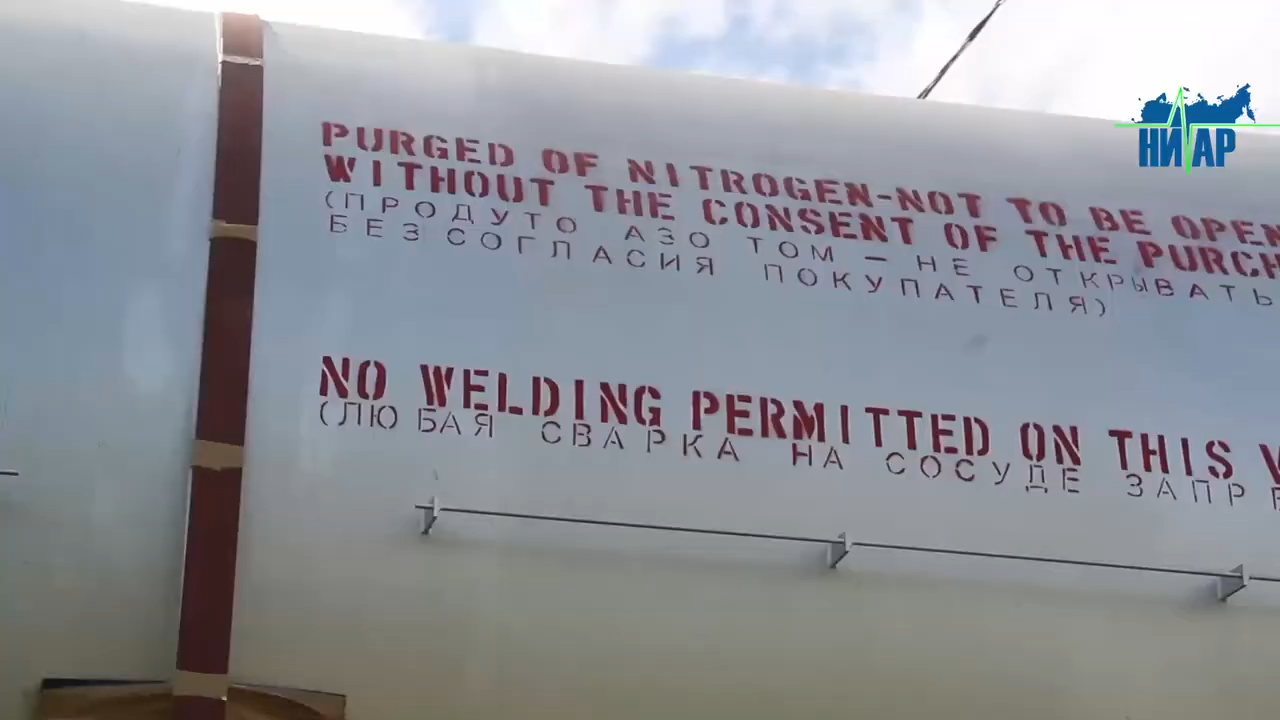 PURGED OF NITROGEN-NOT TO BE OPEN
WITHOUT THE CONSENT OF THE PURCH
(ПРОДУТО АЗО ТОМ – НЕ ОТКРЫВАТЬ
БЕЗ СОГЛАСИЯ ПОКУПАТЕЛЯ)
NO WELDING PERMITTED ON THIS
(ЛЮБАЯ СВАРКА НА СОСУДЕ ЗАПР
НИАР